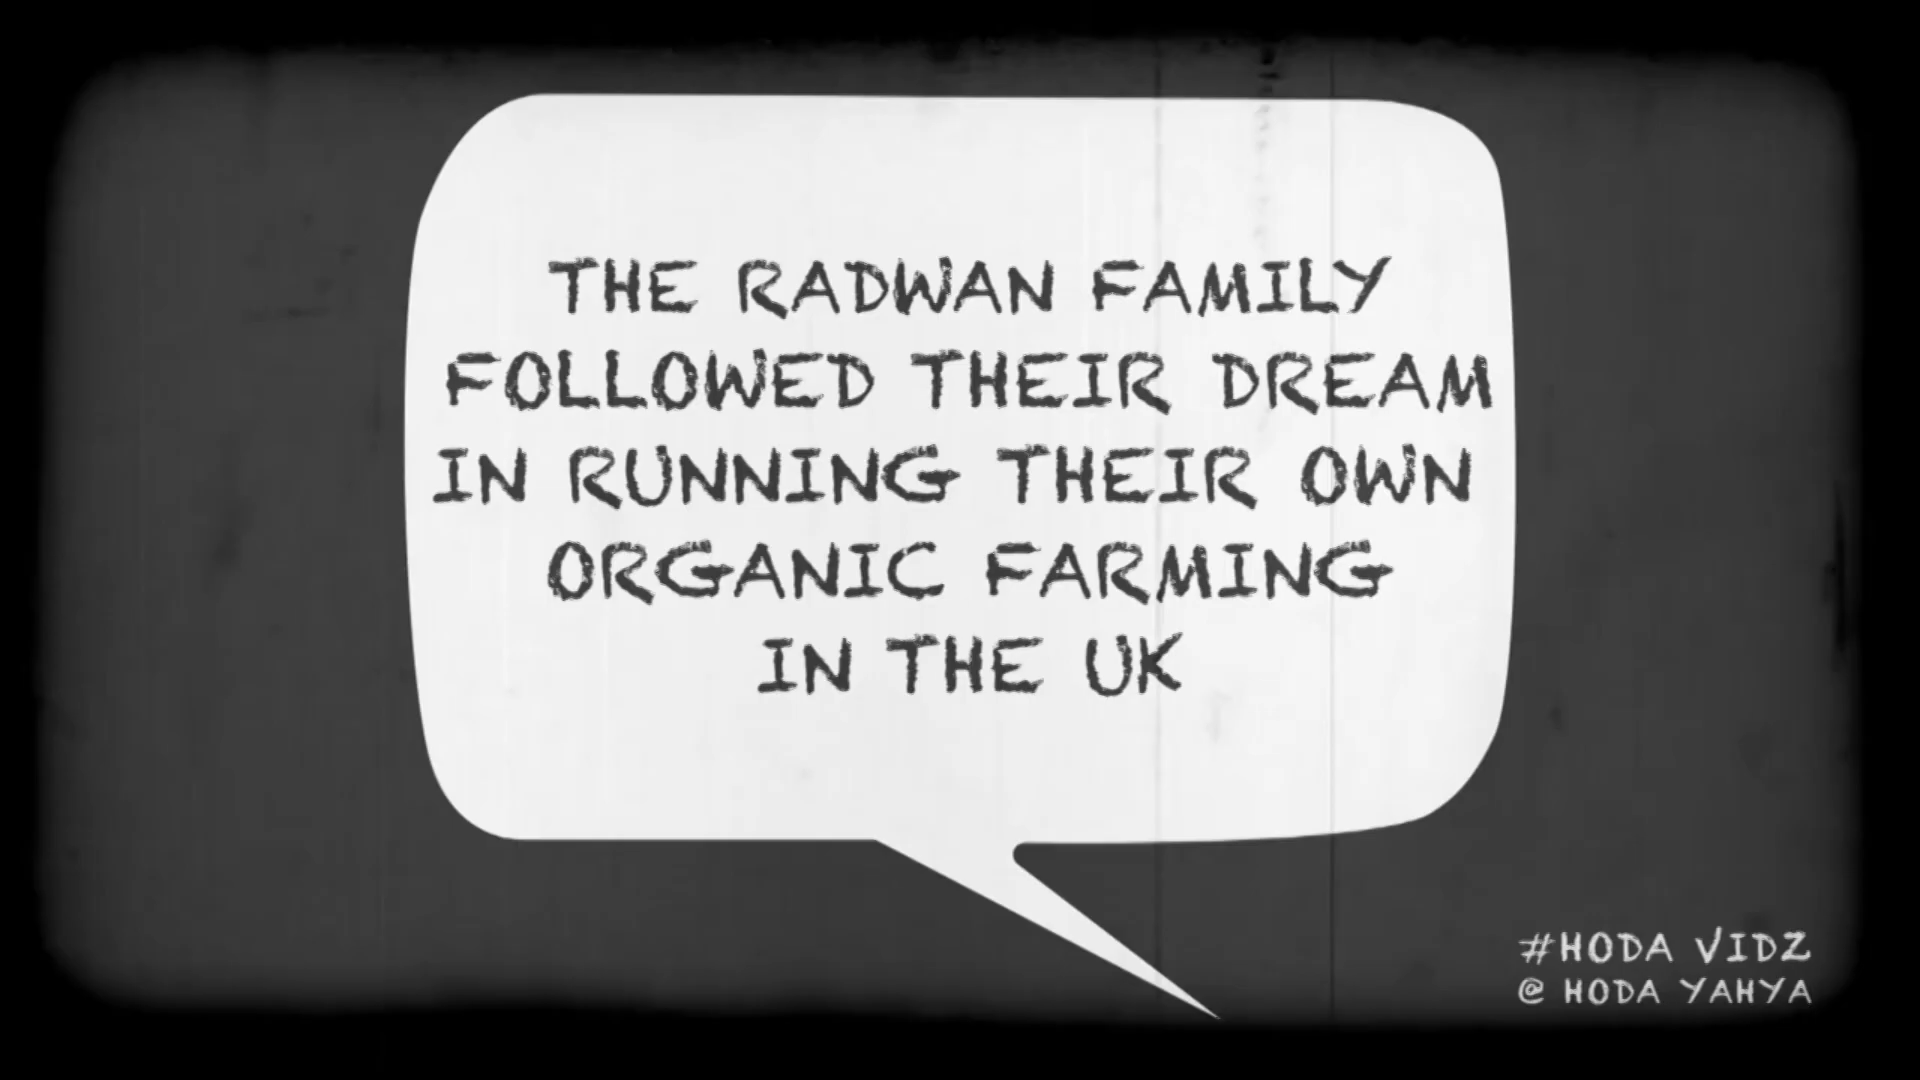 THE RADWAN FAMILY
FOLLOWED THEIR DREAM
IN RUNNING THEIR OWN
ORGANIC FARMING
IN THE UK
#HODA VIDZ
@ HODA YAHYA